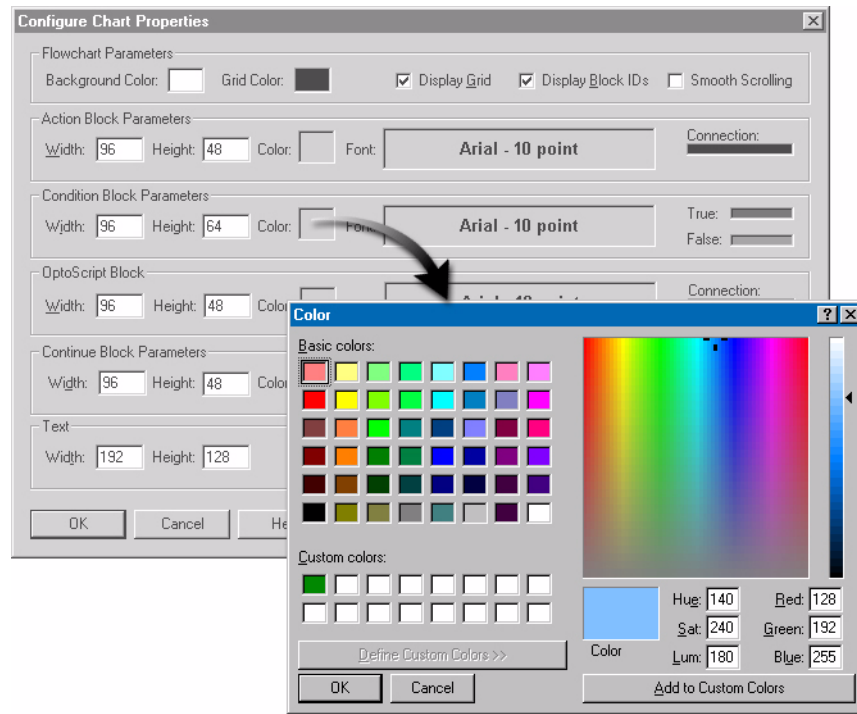 Configure Chart Properties
Flowchart Parameters
Background Color: Grid Color: Display Grid Display Block IDs Smooth Scrolling
Action Block Parameters
Width: 96 Height: 48 Color: Font: Arial - 10 point Connection:
Condition Block Parameters
Width: 96 Height: 64 Color: Font: Arial - 10 point True:
False:
OptoScript Block
Width: 96 Height: 48 Color Connection:
Continue Block Parameters
Width: 96 Height: 48 Color
Text
Width: 192 Height: 128
OK Cancel He
Color
Basic colors:
Custom colors:
Define Custom Colors >>
OK Cancel
Color
Hue: 140 Red: 128
Sat: 240 Green: 192
Lum: 180 Blue: 255
Add to Custom Colors